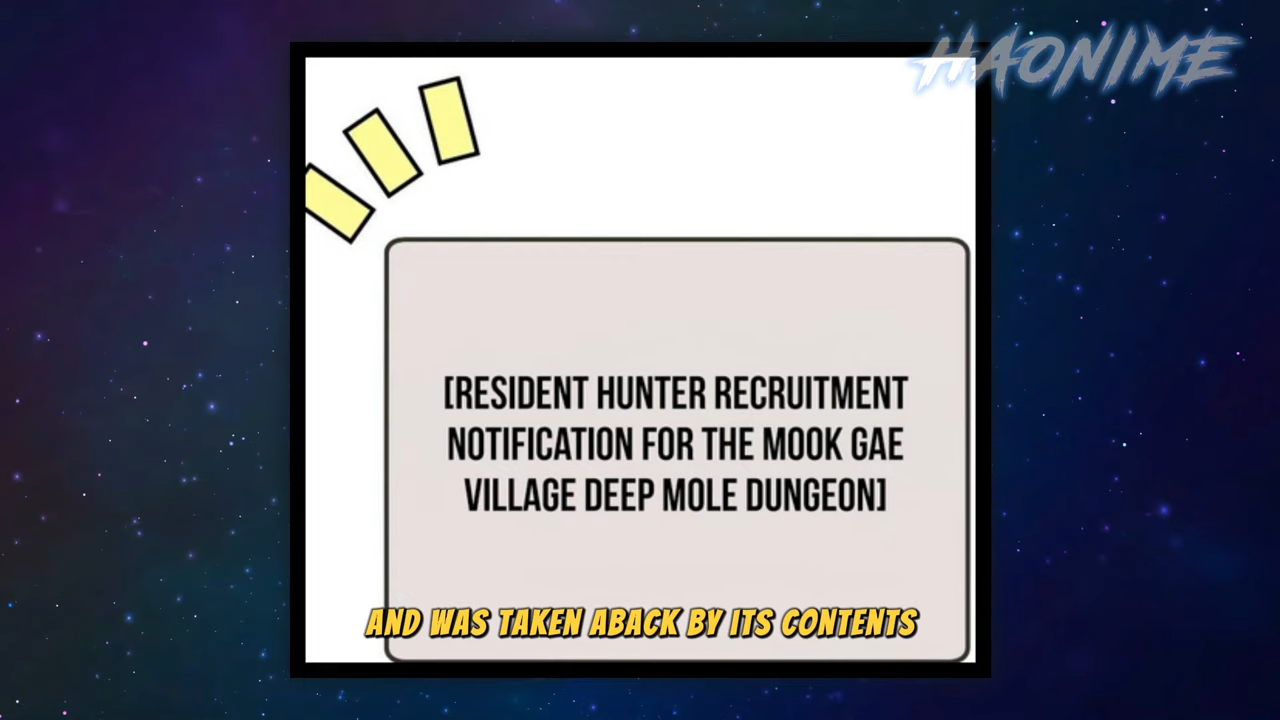 HAONIME
[RESIDENT HUNTER RECRUITMENT
NOTIFICATION FOR THE MOOK GAE
VILLAGE DEEP MOLE DUNGEON]
AND WAS TAKEN ABACK BY ITS CONTENTS